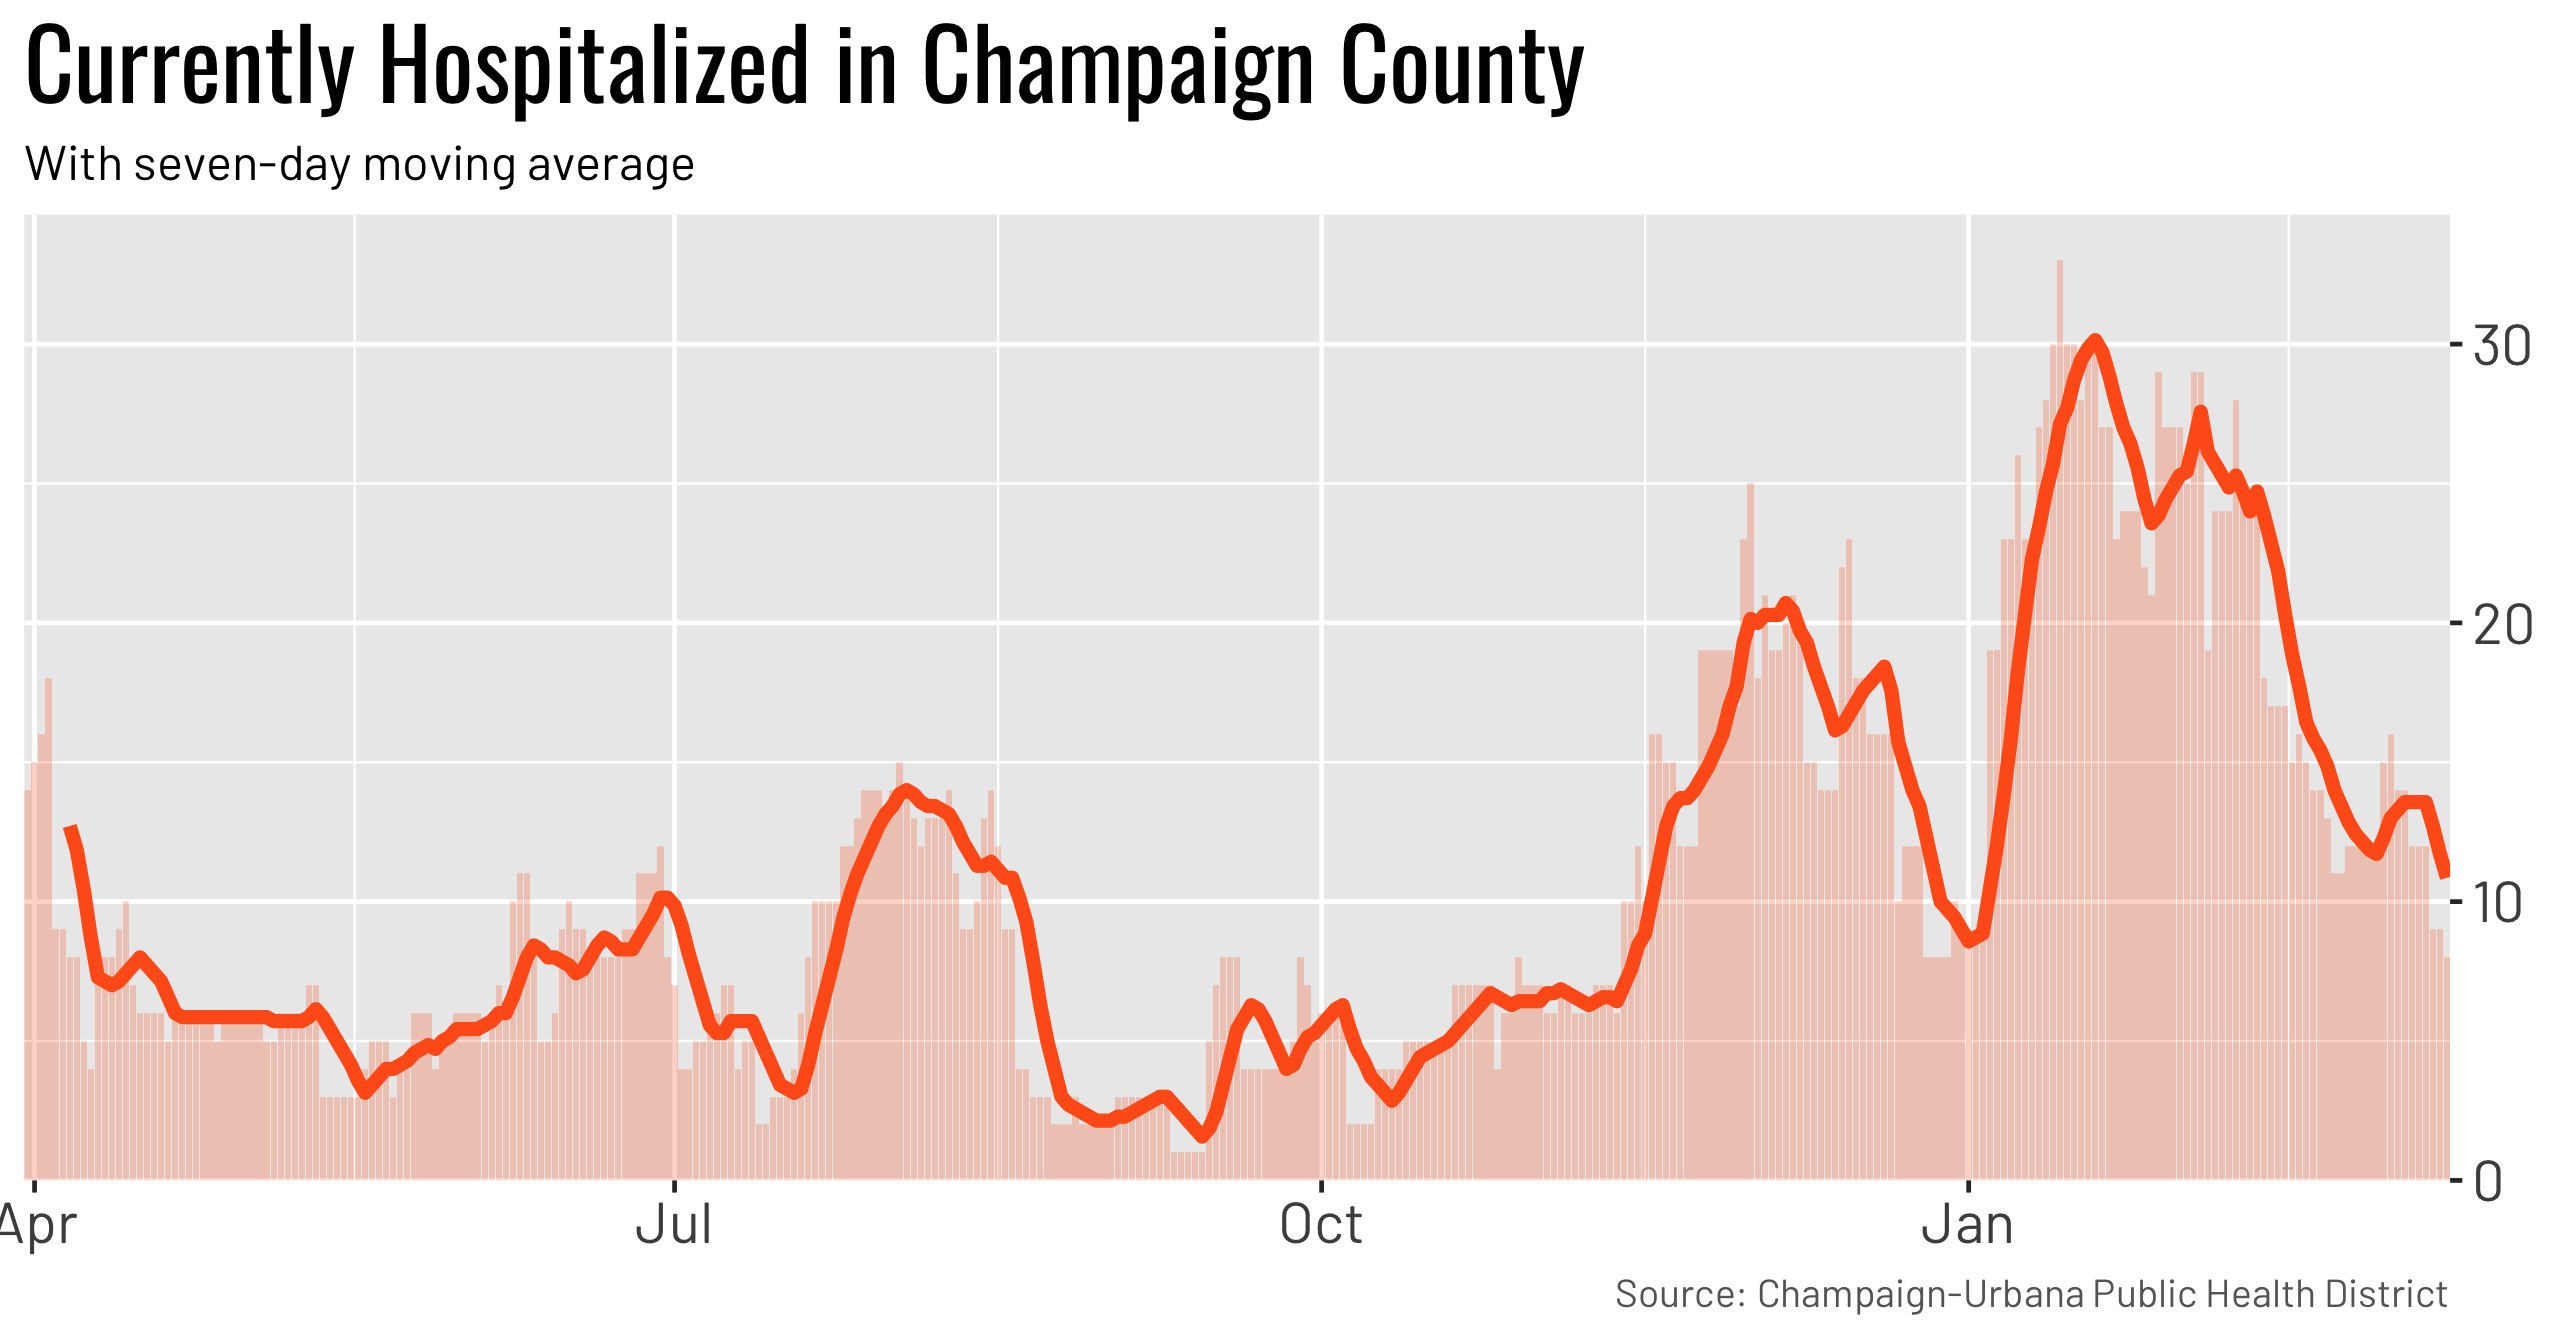 Currently Hospitalized in Champaign County
With seven-day moving average
30
20
10
0
Apr Jul Oct Jan
Source: Champaign-Urbana Public Health District